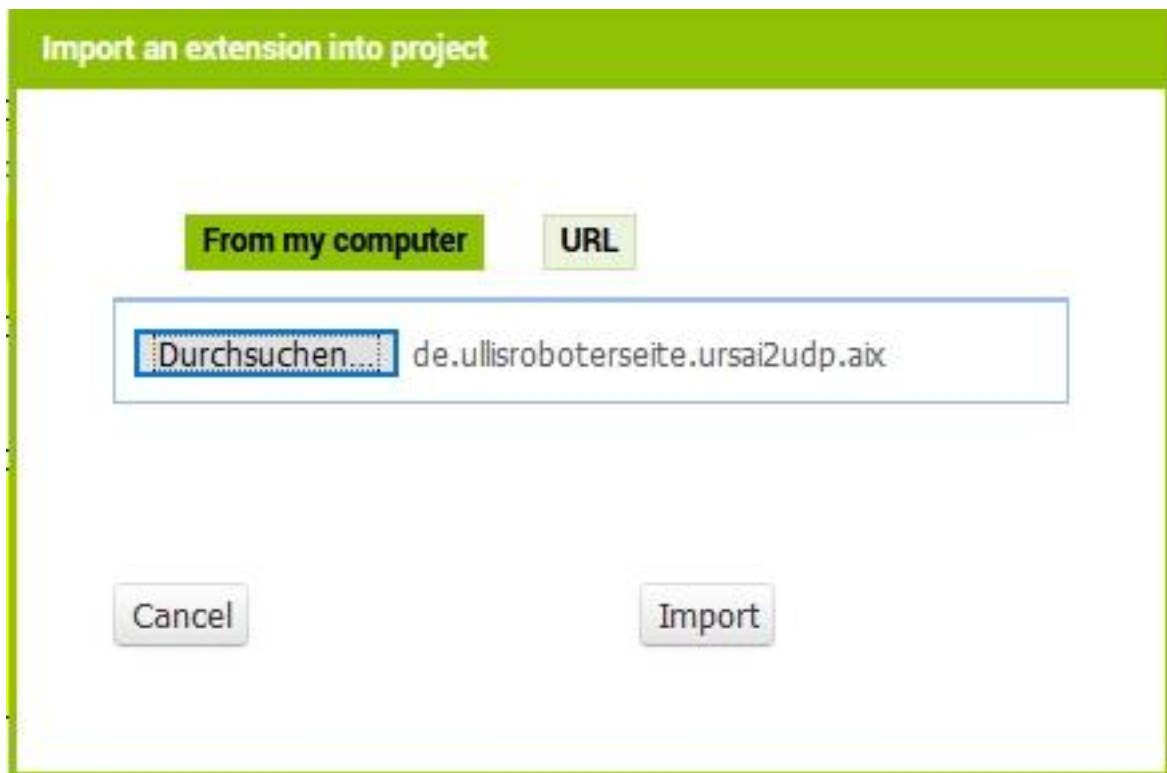 Import an extension into project
From my computer URL
Durchsuchen... de.ullisroboterseite.ursai2udp.aix
Cancel Import